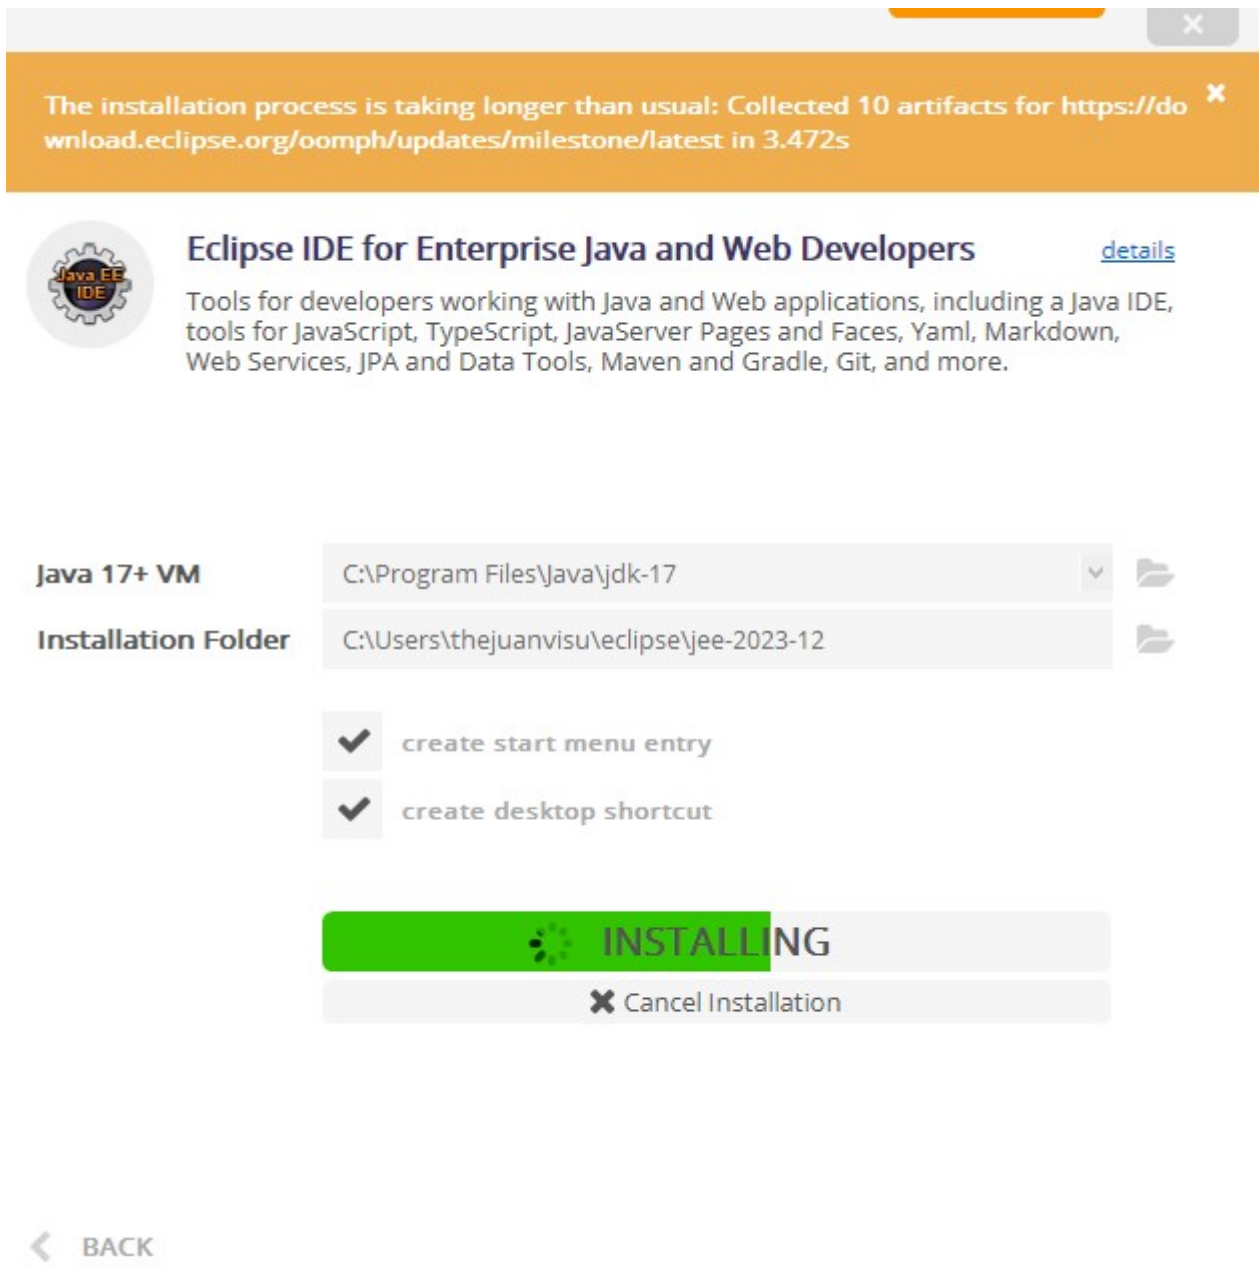 The installation process is taking longer than usual: Collected 10 artifacts for https://do
wnload.eclipse.org/oomph/updates/milestone/latest in 3.472s
Java EE
IDE
Eclipse IDE for Enterprise Java and Web Developers
details
Tools for developers working with Java and Web applications, including a Java IDE,
tools for JavaScript, TypeScript, JavaServer Pages and Faces, Yaml, Markdown,
Web Services, JPA and Data Tools, Maven and Gradle, Git, and more.
Java 17+ VM
C:\Program Files\Java\jdk-17
Installation Folder
C:\Users\thejuanvisu\eclipse\jee-2023-12
create start menu entry
create desktop shortcut
INSTALLING
Cancel Installation
BACK